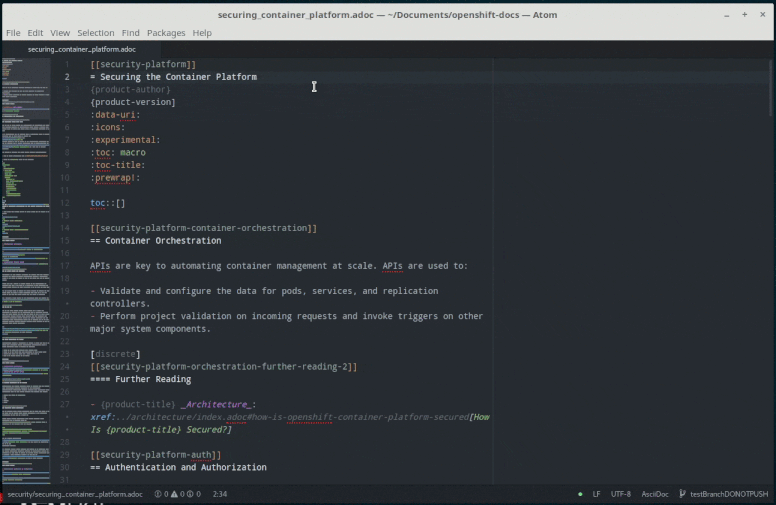 securing_container_platform.adoc — ~/Documents/openshift-docs — Atom
File Edit View Selection Find Packages Help
securing_container_platform.adoc
1 [[security-platform]]
2 = Securing the Container Platform
3 {product-author}
4 {product-version]
5 :data-uri:
6 :icons:
7 :experimental:
8 :toc: macro
9 :toc-title:
10 :prewrap!:
11
12 toc::[]
13
14 [[security-platform-container-orchestration]]
15 == Container Orchestration
16
17 APIs are key to automating container management at scale. APIs are used to:
18
19 - Validate and configure the data for pods, services, and replication
• controllers.
20 - Perform project validation on incoming requests and invoke triggers on other
21 major system components.
22
23 [discrete]
24 [[security-platform-orchestration-further-reading-2]]
25 ==== Further Reading
26
27 - {product-title} _Architecture_:
• xref:../architecture/index.adoc#how-is-openshift-container-platform-secured[How
• Is {product-title} Secured?]
28
29 [[security-platform-auth]]
30 == Authentication and Authorization
31
security/securing_container_platform.adoc 0 0 0 2:34 LF UTF-8 AsciiDoc testBranchDONOTPUSH